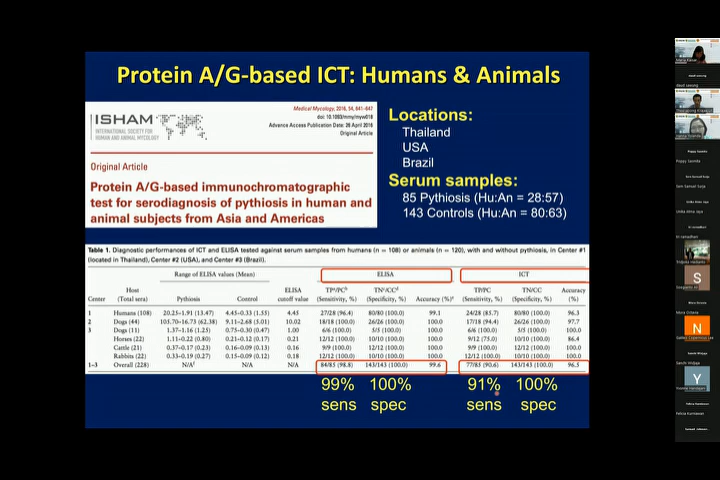 Protein A/G-based ICT: Humans & Animals
ISHAM
INTERNATIONAL SOCIETY FOR
HUMAN AND ANIMAL MYCOLOGY
Medical Mycology, 2016, 54, 641–647
doi: 10.1093/mmy/myw018
Advance Access Publication Date: 26 April 2016
Original Article
Original Article
Protein A/G-based immunochromatographic
test for serodiagnosis of pythiosis in human and
animal subjects from Asia and Americas
Locations:
Thailand
USA
Brazil
Serum samples:
85 Pythiosis (Hu:An = 28:57)
143 Controls (Hu:An = 80:63)
Table 1. Diagnostic performances of ICT and ELISA tested against serum samples from humans (n = 108) or animals (n = 120), with and without pythiosis, in Center #1
(located in Thailand), Center #2 (USA), and Center #3 (Brazil).
Range of ELISA values (Mean) ELISA ICT
Host ELISA TP/PC TN/CC TP/PC TN/CC Accuracy
Center (Total sera) Pythiosis Control cutoff value (Sensitivity, %) (Specificity, %) Accuracy (%) (Sensitivity, %) (Specificity, %) (%)
1 Humans (108) 20.25–1.91 (13.47) 4.45–0.33 (1.55) 4.45 27/28 (96.4) 80/80 (100.0) 99.1 24/28 (85.7) 80/80 (100.0) 96.3
2 Dogs (44) 105.70–16.73 (62.38) 9.11–2.68 (5.01) 10.02 18/18 (100.0) 26/26 (100.0) 100.0 17/18 (94.4) 26/26 (100.0) 97.7
3 Dogs (11) 1.37–1.16 (1.25) 0.75–0.30 (0.47) 1.00 6/6 (100.0) 5/5 (100.0) 100.0 6/6 (100.0) 5/5 (100.0) 100.0
Horses (22) 1.11–0.22 (0.80) 0.21–0.12 (0.17) 0.21 12/12 (100.0) 10/10 (100.0) 100.0 9/12 (75.0) 10/10 (100.0) 86.4
Cattle (21) 0.37–0.17 (0.23) 0.16–0.09 (0.13) 0.16 9/9 (100.0) 12/12 (100.0) 100.0 9/9 (100.0) 12/12 (100.0) 100.0
Rabbits (22) 0.33–0.19 (0.27) 0.15–0.09 (0.12) 0.18 12/12 (100.0) 10/10 (100.0) 100.0 12/12 (100.0) 10/10 (100.0) 100.0
1–3 Overall (228) N/A N/A N/A 84/85 (98.8) 143/143 (100.0) 99.6 77/85 (90.6) 143/143 (100.0) 96.5
99% 100% 91% 100%
sens spec sens spec
S
N
Y